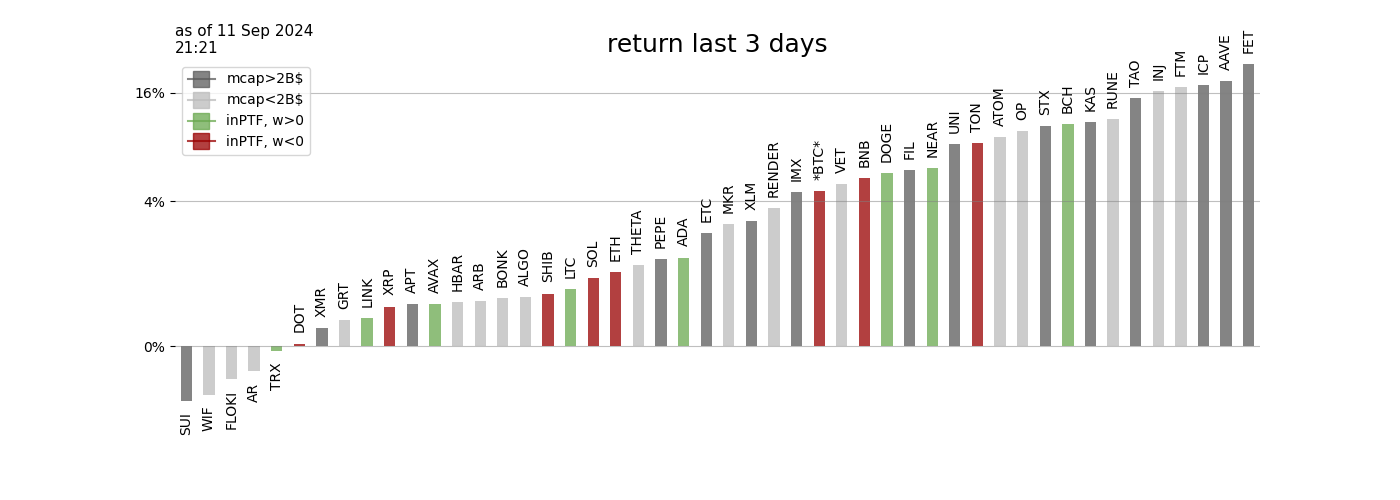 as of 11 Sep 2024
21:21
return last 3 days
mcap>2B$
mcap<2B$
inPTF, w>0
inPTF, w<0
16%
4%
0%
SUI
WIF
FLOKI
AR
TRX
DOT
XMR
GRT
LINK
XRP
APT
AVAX
HBAR
ARB
BONK
ALGO
SHIB
LTC
SOL
ETH
THETA
PEPE
ADA
ETC
MKR
XLM
RENDER
IMX
*BTC*
VET
BNB
DOGE
FIL
NEAR
UNI
TON
ATOM
OP
STX
BCH
KAS
RUNE
TAO
INJ
FTM
ICP
AAVE
FET